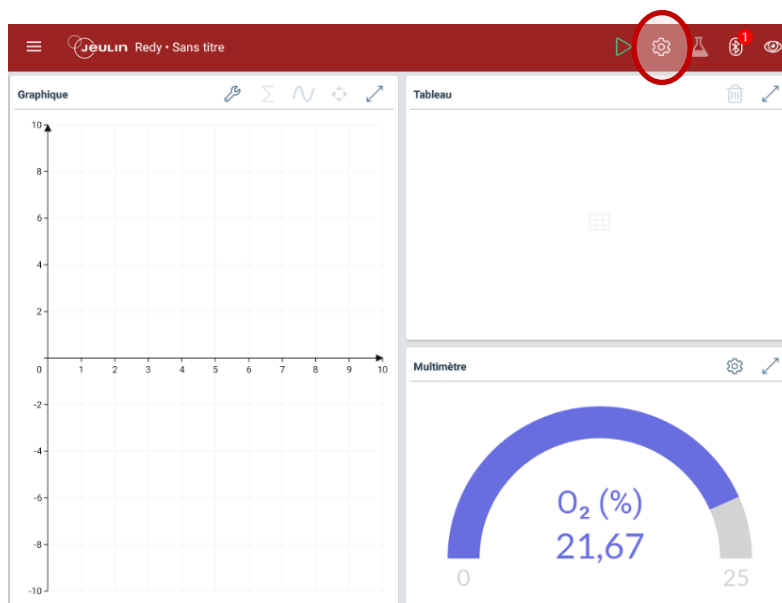 Jeulin Redy • Sans titre
1
Graphique
Tableau
10
8
6
4
2
0 1 2 3 4 5 6 7 8 9 10
-2
-4
-6
-8
-10
Multimètre
O₂ (%)
21,67
0 25